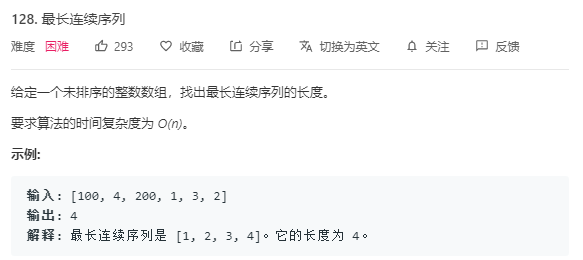 128. 最长连续序列
难度 困难 293 收藏 分享 切换为英文 关注 反馈
给定一个未排序的整数数组，找出最长连续序列的长度。
要求算法的时间复杂度为 O(n)。
示例:
输入: [100, 4, 200, 1, 3, 2]
输出: 4
解释: 最长连续序列是 [1, 2, 3, 4]。它的长度为 4。